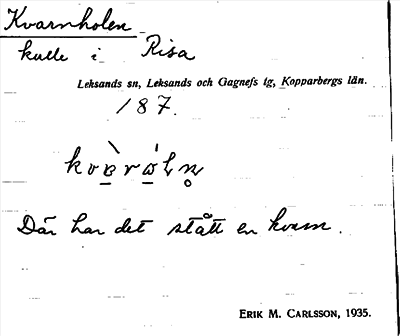 Kvarnholen
kulle i Risa
Leksands sn, Leksands och Gagnefs tg, Kopparbergs län.
187.
Där har det stått en kvarn.
ERIK M. CARLSSON, 1935.